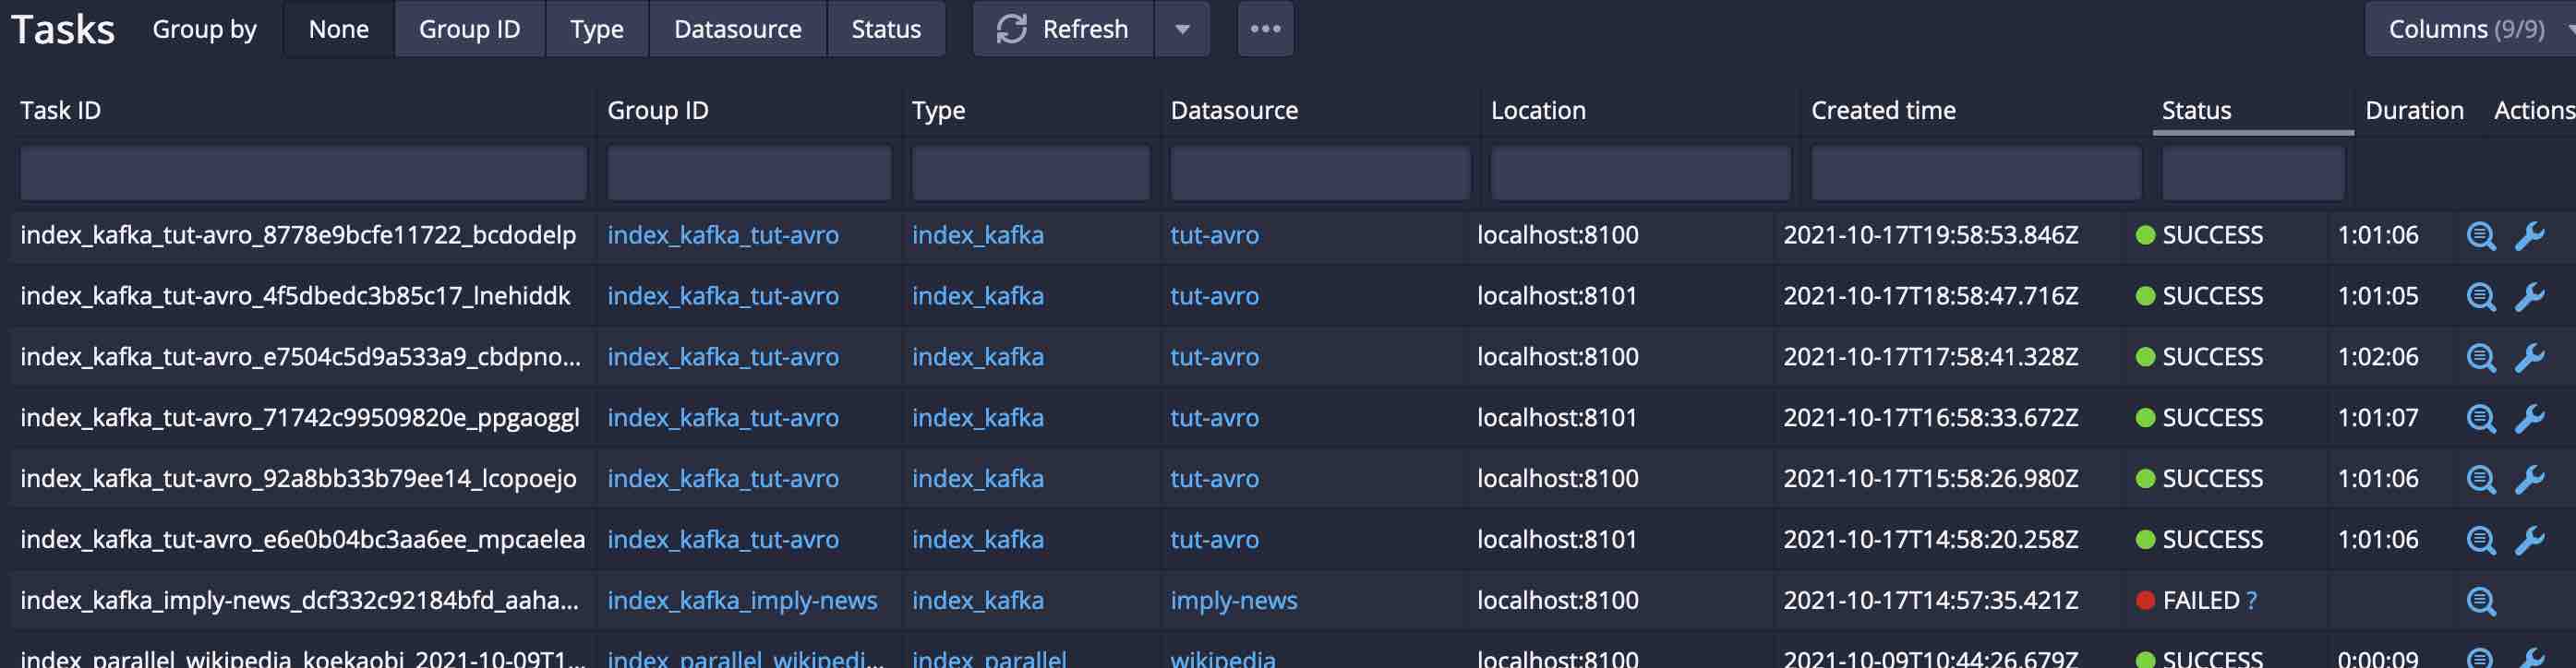 Tasks Group by None Group ID Type Datasource Status Refresh Columns (9/9)
Task ID Group ID Type Datasource Location Created time Status Duration Actions
index_kafka_tut-avro_8778e9bcfe11722_bcdodelp index_kafka_tut-avro index_kafka tut-avro localhost:8100 2021-10-17T19:58:53.846Z SUCCESS 1:01:06
index_kafka_tut-avro_4f5dbedc3b85c17_lnehiddk index_kafka_tut-avro index_kafka tut-avro localhost:8101 2021-10-17T18:58:47.716Z SUCCESS 1:01:05
index_kafka_tut-avro_e7504c5d9a533a9_cbdpno... index_kafka_tut-avro index_kafka tut-avro localhost:8100 2021-10-17T17:58:41.328Z SUCCESS 1:02:06
index_kafka_tut-avro_71742c99509820e_ppgaoggl index_kafka_tut-avro index_kafka tut-avro localhost:8101 2021-10-17T16:58:33.672Z SUCCESS 1:01:07
index_kafka_tut-avro_92a8bb33b79ee14_lcopoejo index_kafka_tut-avro index_kafka tut-avro localhost:8100 2021-10-17T15:58:26.980Z SUCCESS 1:01:06
index_kafka_tut-avro_e6e0b04bc3aa6ee_mpcaelea index_kafka_tut-avro index_kafka tut-avro localhost:8101 2021-10-17T14:58:20.258Z SUCCESS 1:01:06
index_kafka_imply-news_dcf332c92184bfd_aaha... index_kafka_imply-news index_kafka imply-news localhost:8100 2021-10-17T14:57:35.421Z FAILED ?
index_parallel_wikipedia_koekaobi_2021-10-09T1... index_parallel_wikipedi... index_parallel wikipedia localhost:8100 2021-10-09T10:44:26.679Z SUCCESS 0:00:09